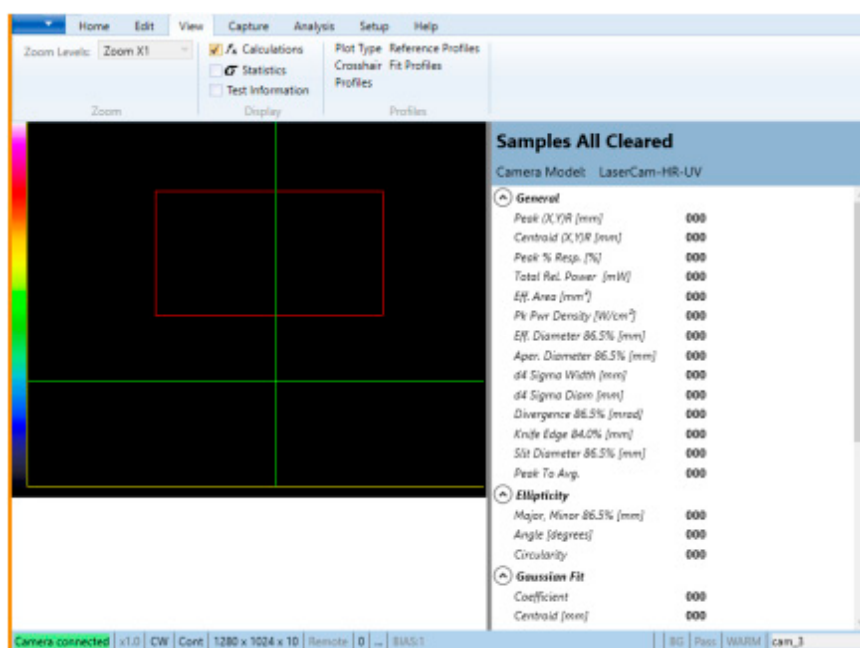 Home Edit View Capture Analysis Setup Help
Zoom Levels: Zoom X1
fx Calculations
σ Statistics
Test Information
Plot Type Reference Profiles
Crosshair Fit Profiles
Profiles
Zoom Display Profiles
Samples All Cleared
Camera Model: LaserCam-HR-UV
General
Peak (X,Y)R [mm] 000
Centroid (X,Y)R [mm] 000
Peak % Resp. [%] 000
Total Rel. Power [mW] 000
Eff. Area [mm²] 000
Pk Pwr Density [W/cm²] 000
Eff. Diameter 86.5% [mm] 000
Aper. Diameter 86.5% [mm] 000
d4 Sigma Width [mm] 000
d4 Sigma Diam [mm] 000
Divergence 86.5% [mrad] 000
Knife Edge 84.0% [mm] 000
Slit Diameter 86.5% [mm] 000
Peak To Avg. 000
Ellipticity
Major, Minor 86.5% [mm] 000
Angle [degrees] 000
Circularity 000
Gaussian Fit
Coefficient 000
Centroid [mm] 000
Camera connected x1.0 CW Cont 1280 x 1024 x 10 Remote 0 ... BIAS:1 BG Pass WARM cam_3